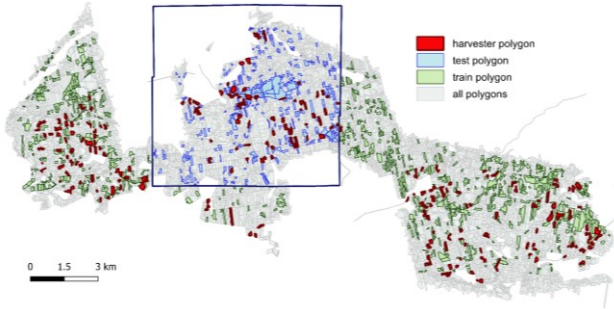 harvester polygon
test polygon
train polygon
all polygons
0 1.5 3 km